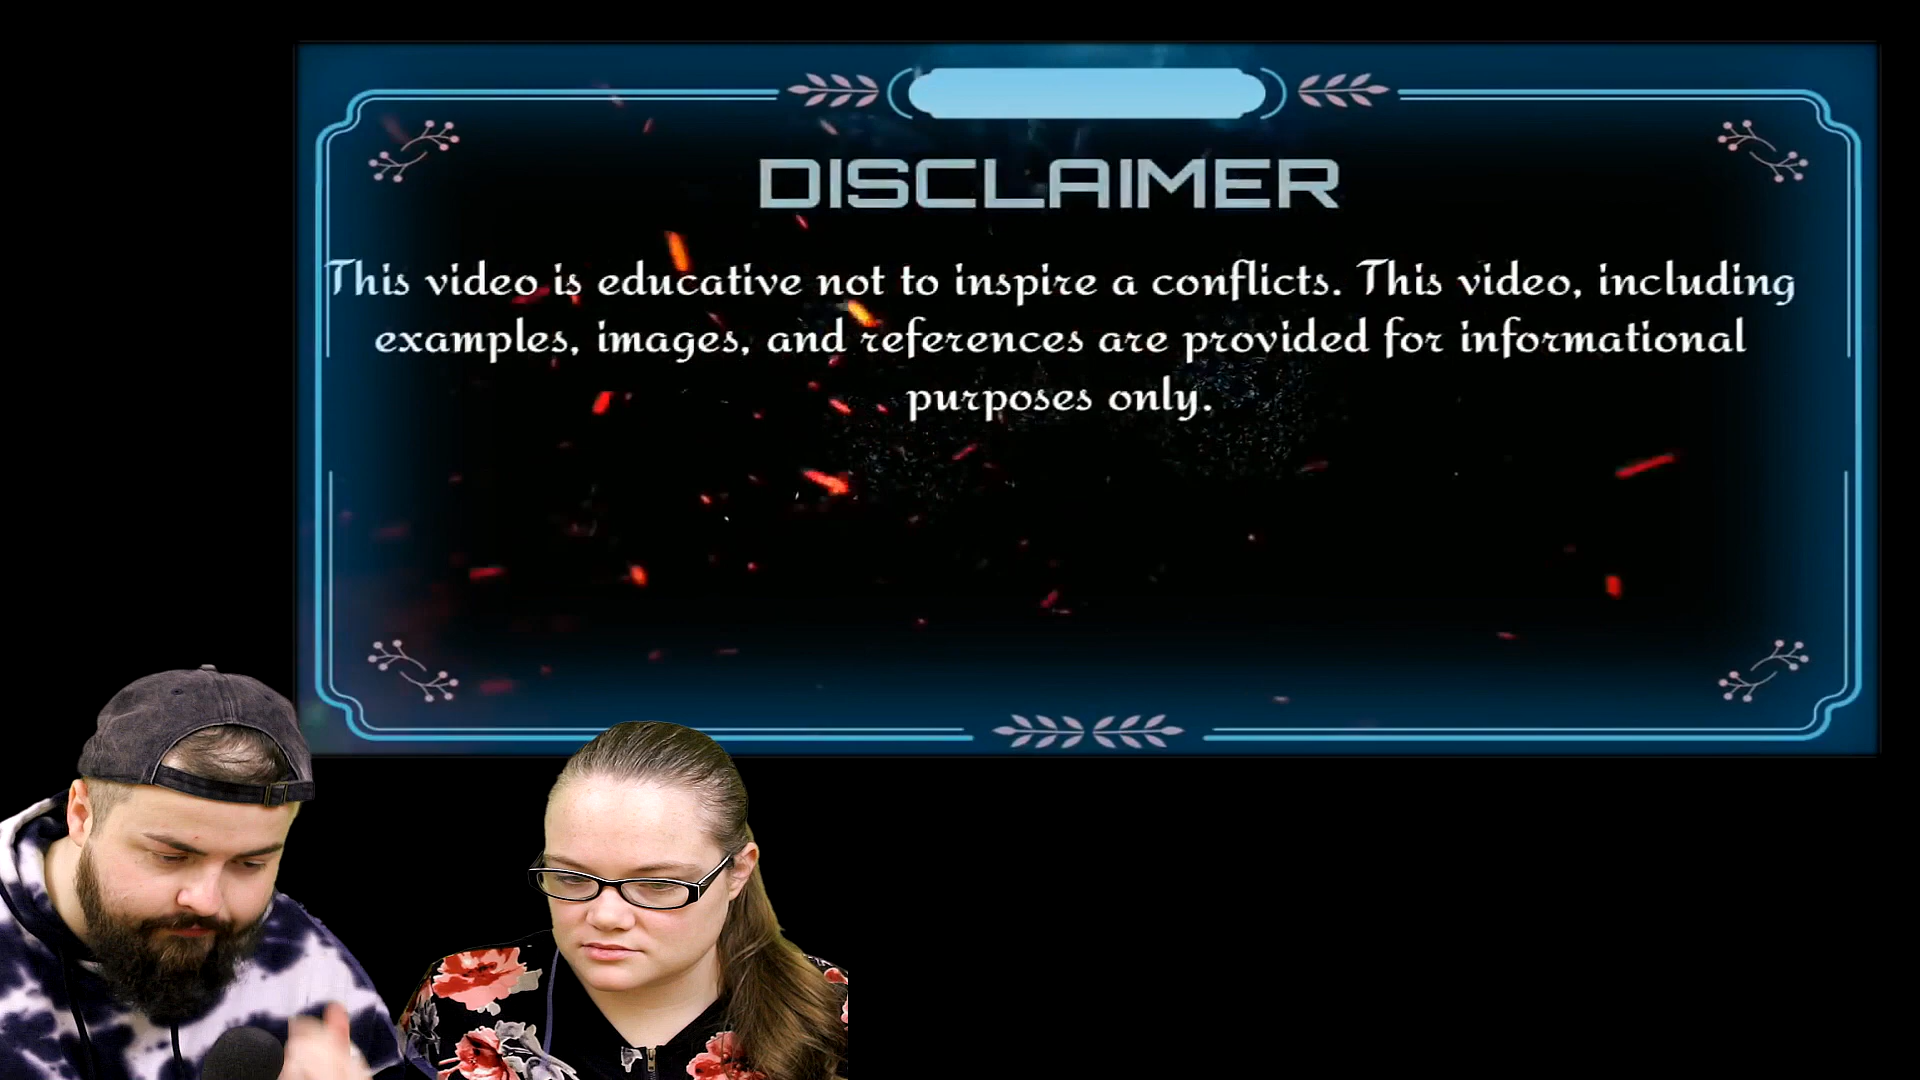 DISCLAIMER
This video is educative not to inspire a conflicts. This video, including
examples, images, and references are provided for informational
purposes only.